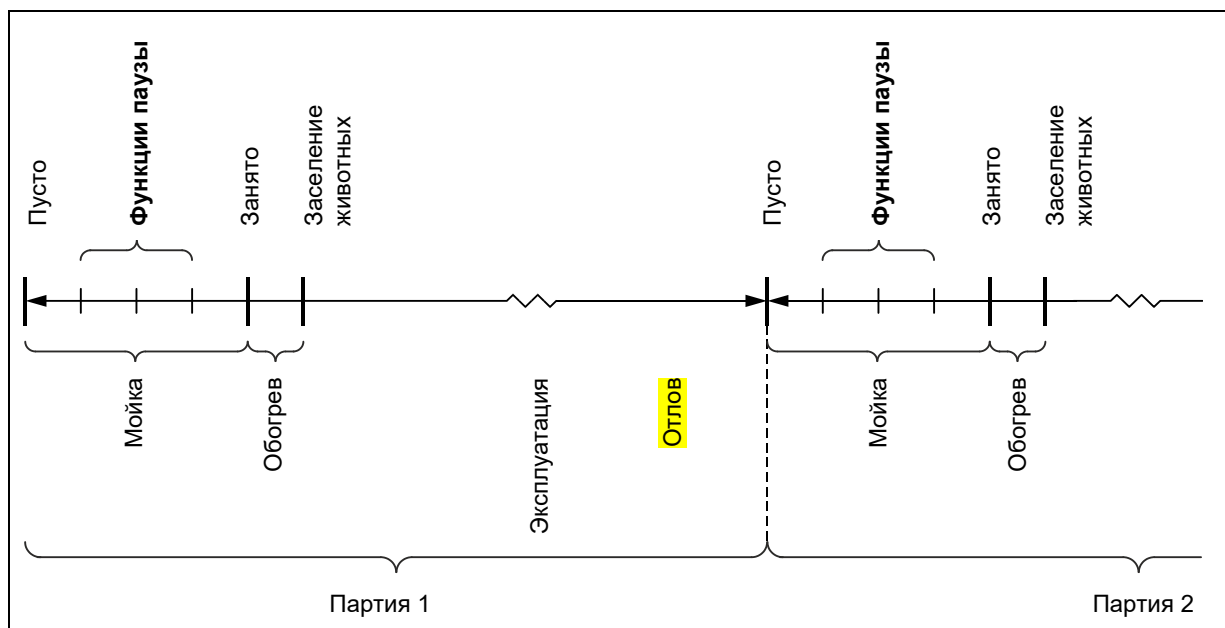 Пусто
Функции паузы
Занято
Заселение
животных
Пусто
Функции паузы
Занято
Заселение
животных
Мойка
Обогрев
Эксплуатация
Отлов
Мойка
Обогрев
Партия 1
Партия 2